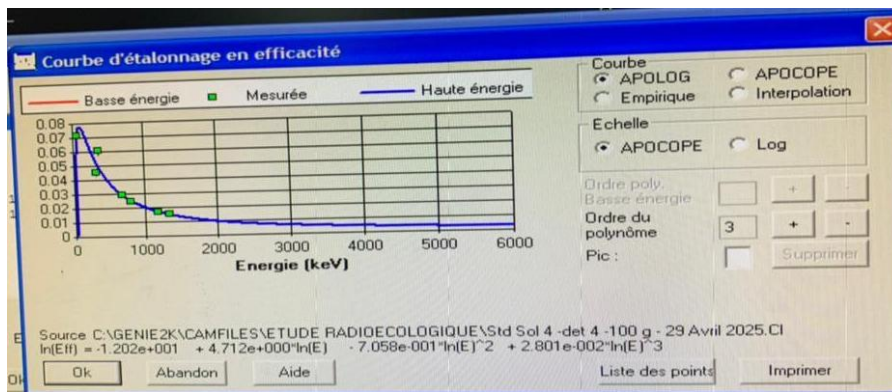 Courbe d'étalonnage en efficacité
Basse énergie Mesurée Haute énergie
0.08
0.07
0.06
0.05
0.04
0.03
0.02
0.01
0
0 1000 2000 3000 4000 5000 6000
Energie (keV)
Courbe
APOLOG APOCOPE
Empirique Interpolation
Echelle
APOCOPE Log
Ordre poly.
Basse énergie + -
Ordre du
polynôme 3 + -
Pic : Supprimer
Source C:\GENIE2K\CAMFILES\ETUDE RADIOECOLOGIQUE\Std Sol 4 -det 4 -100 g - 29 Avril 2025.CI
ln(Eff) = -1.202e+001 + 4.712e+000*ln(E) - 7.058e-001*ln(E)^2 + 2.801e-002*ln(E)^3
Ok Abandon Aide Liste des points Imprimer